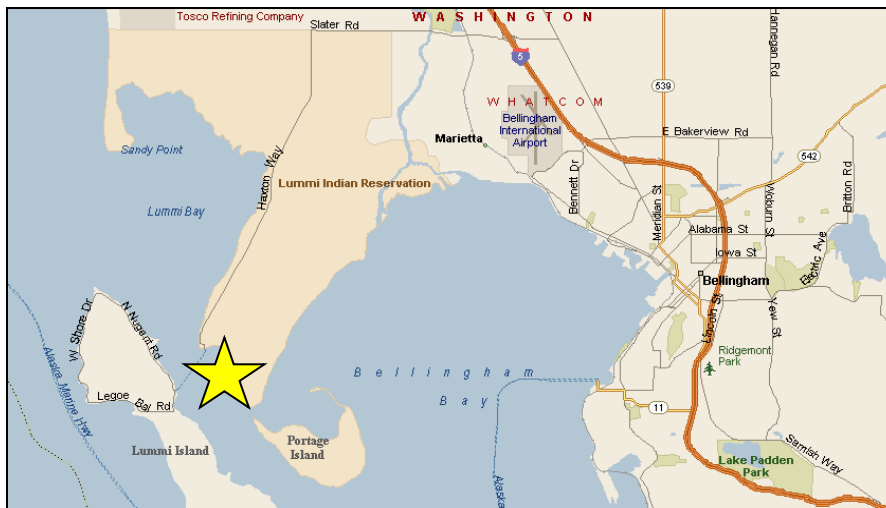 Tosco Refining Company
WASHINGTON
Slater Rd
Hannegan Rd
5
539
WHATCOM
Bellingham
International
Airport
Marietta
E Bakerview Rd
542
Sandy Point
Haxton Way
Lummi Indian Reservation
Bennett Dr
Meridian St
Woburn St
Britton Rd
Lummi Bay
Alabama St
Iowa St
Electric Ave
Bellingham
W Shore Dr
N Nugent Rd
Lincoln St
Yew St
Ridgemont
Park
Alaska Marine Hwy
Bellingham
Bay
Legoe Bay Rd
11
Lummi Island
Portage
Island
Samish Way
Lake Padden
Park
Alaska